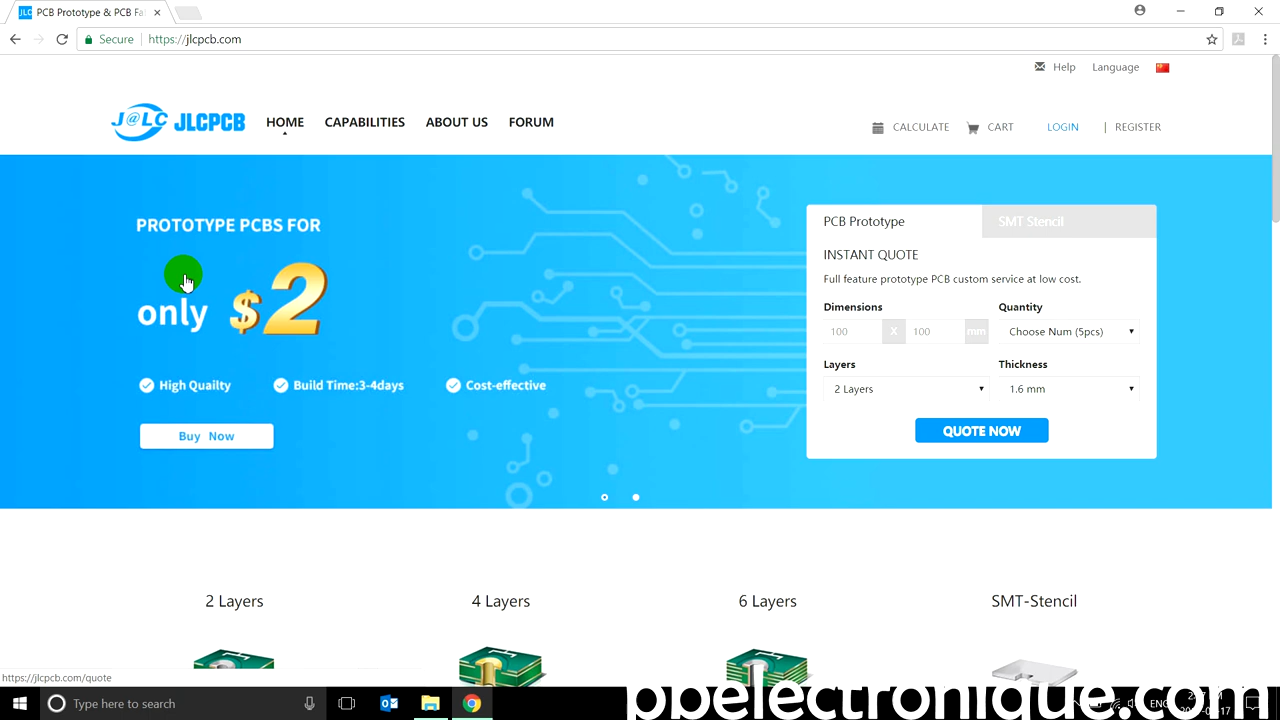 JLC PCB Prototype & PCB Fa
Secure https://jlcpcb.com
Help Language
J@LC JLCPCB HOME CAPABILITIES ABOUT US FORUM
CALCULATE CART LOGIN | REGISTER
PROTOTYPE PCBS FOR
only $2
High Quailty Build Time:3-4days Cost-effective
Buy Now
PCB Prototype SMT Stencil
INSTANT QUOTE
Full feature prototype PCB custom service at low cost.
Dimensions Quantity
100 X 100 mm Choose Num (5pcs)
Layers Thickness
2 Layers 1.6 mm
QUOTE NOW
2 Layers 4 Layers 6 Layers SMT-Stencil
https://jlcpcb.com/quote
Type here to search
ENG
ppelectronique.com